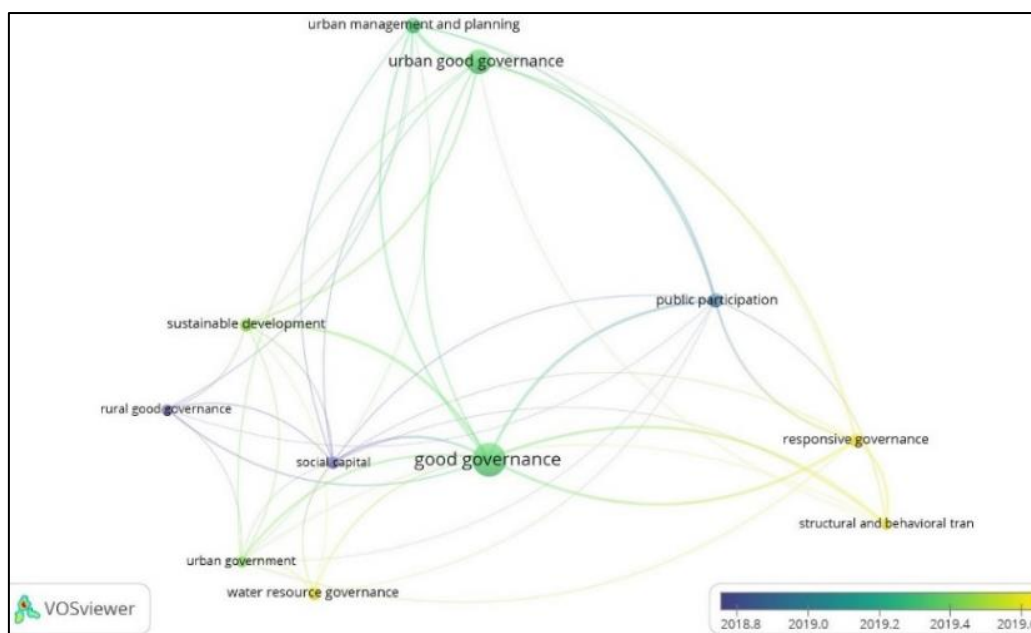 urban management and planning
urban good governance
public participation
sustainable development
rural good governance
responsive governance
social capital
good governance
structural and behavioral tran
urban government
water resource governance
VOSviewer
2018.8 2019.0 2019.2 2019.4